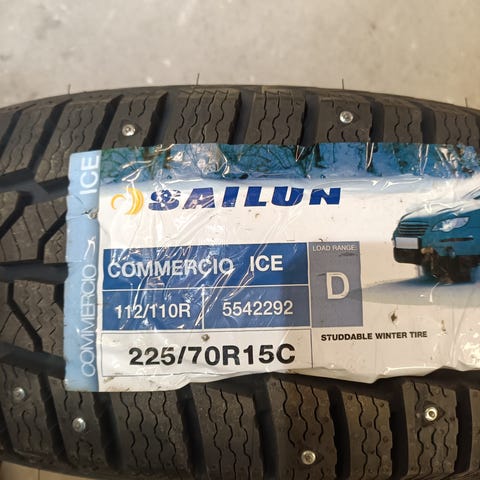 COMMERCIO ICE
SAILUN
COMMERCIO ICE
LOAD RANGE
D
112/110R
5542292
225/70R15C
STUDDABLE WINTER TIRE